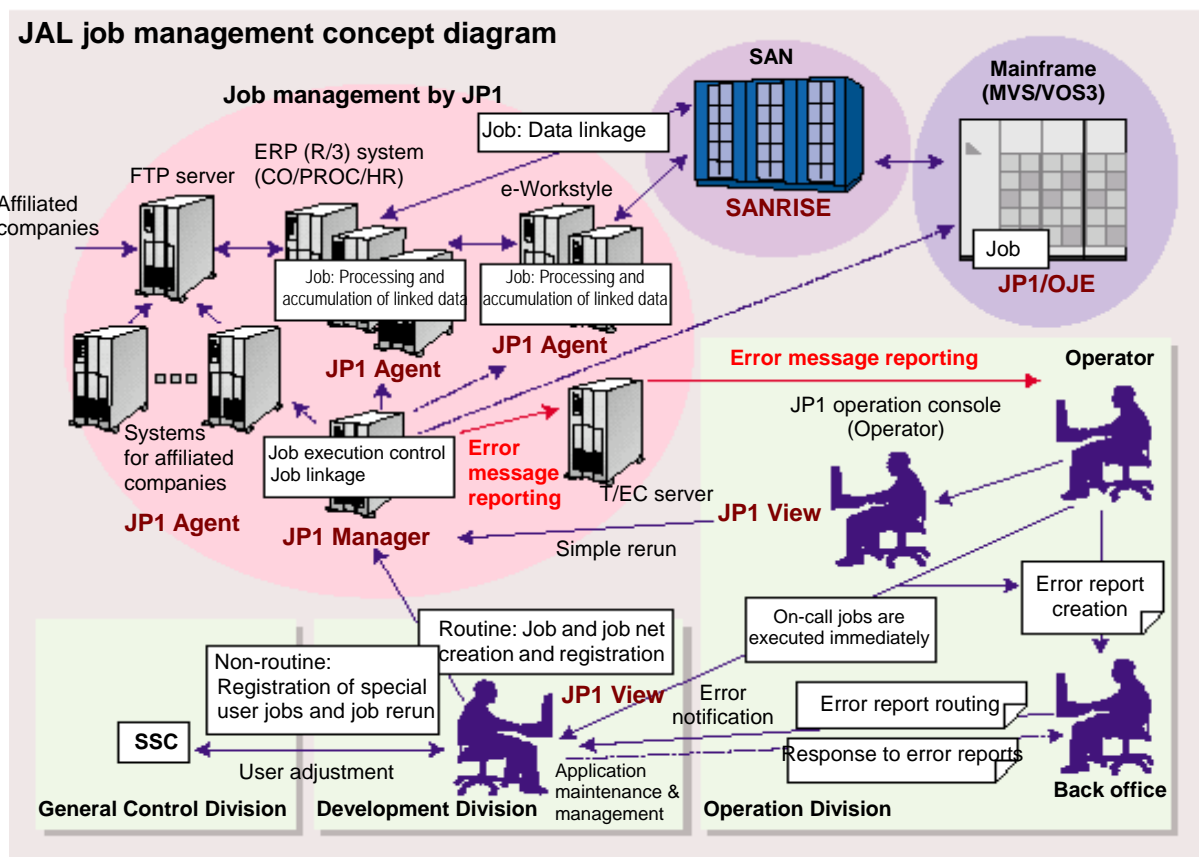 JAL job management concept diagram
SAN
Mainframe
(MVS/VOS3)
Job management by JP1
Job: Data linkage
ERP (R/3) system
(CO/PROC/HR)
FTP server
e-Workstyle
Affiliated
companies
SANRISE
Job
JP1/OJE
Job: Processing and
accumulation of linked data
Job: Processing and
accumulation of linked data
JP1 Agent
JP1 Agent
Error message reporting
Operator
JP1 operation console
(Operator)
Systems
for affiliated
companies
JP1 Agent
Job execution control
Job linkage
JP1 Manager
Error
message
reporting
T/EC server
JP1 View
Simple rerun
Error report
creation
On-call jobs are
executed immediately
Routine: Job and job net
creation and registration
Non-routine:
Registration of special
user jobs and job rerun
JP1 View
Error
notification
Error report routing
SSC
User adjustment
Response to error reports
Application
maintenance &
management
Back office
General Control Division
Development Division
Operation Division